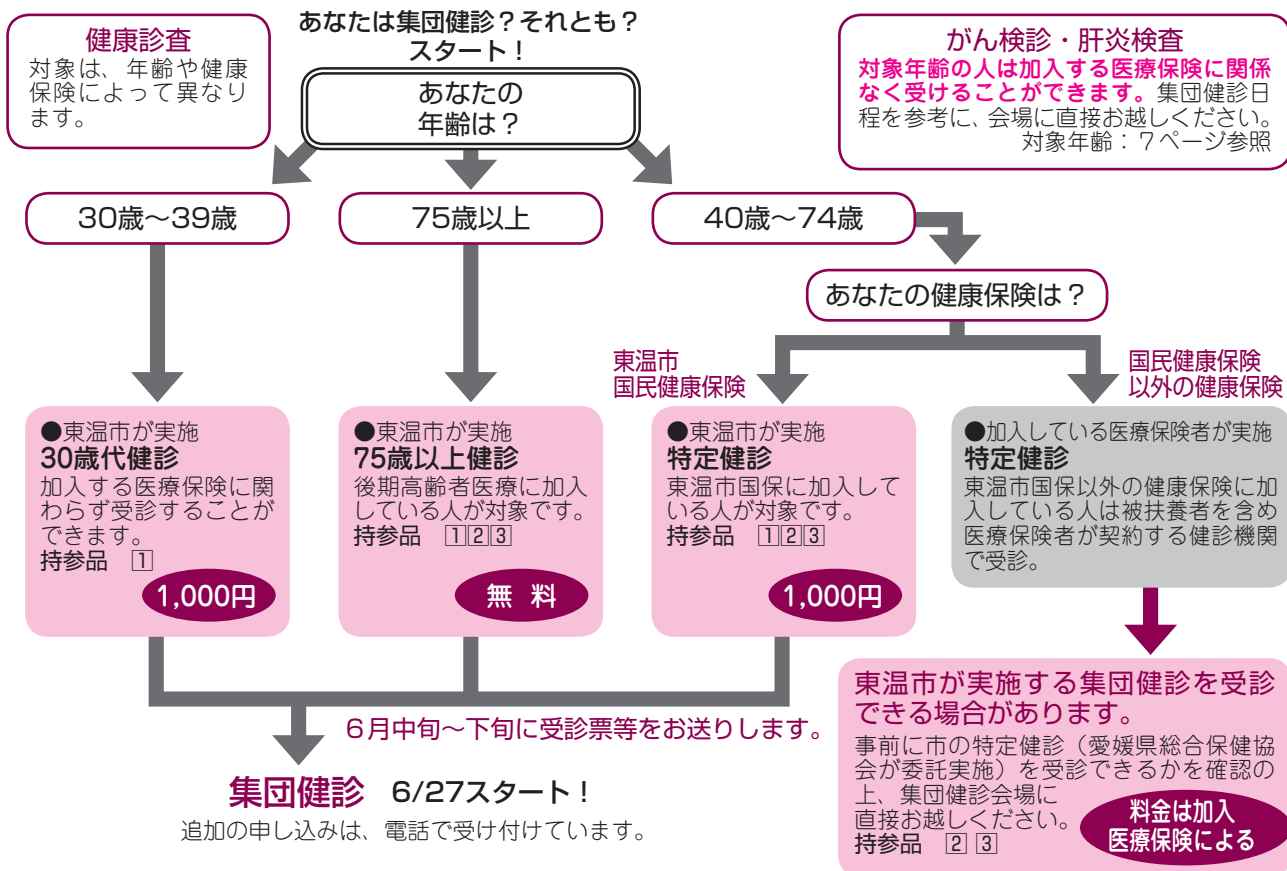 健康診査
対象は、年齢や健康
保険によって異なり
ます。
あなたは集団健診？それとも？
スタート！
あなたの
年齢は？
がん検診・肝炎検査
対象年齢の人は加入する医療保険に関係
なく受けることができます。集団健診日
程を参考に、会場に直接お越しください。
対象年齢：７ページ参照
30歳～39歳
75歳以上
40歳～74歳
あなたの健康保険は？
東温市
国民健康保険
国民健康保険
以外の健康保険
●東温市が実施
30歳代健診
加入する医療保険に関
わらず受診することが
できます。
持参品　1
1,000円
●東温市が実施
75歳以上健診
後期高齢者医療に加入
している人が対象です。
持参品　123
無 料
●東温市が実施
特定健診
東温市国保に加入して
いる人が対象です。
持参品　123
1,000円
●加入している医療保険者が実施
特定健診
東温市国保以外の健康保険に加
入している人は被扶養者を含め
医療保険者が契約する健診機関
で受診。
６月中旬～下旬に受診票等をお送りします。
集団健診　6/27スタート！
追加の申し込みは、電話で受け付けています。
東温市が実施する集団健診を受診
できる場合があります。
事前に市の特定健診（愛媛県総合保健協
会が委託実施）を受診できるかを確認の
上、集団健診会場に
直接お越しください。
持参品　2 3
料金は加入
医療保険による